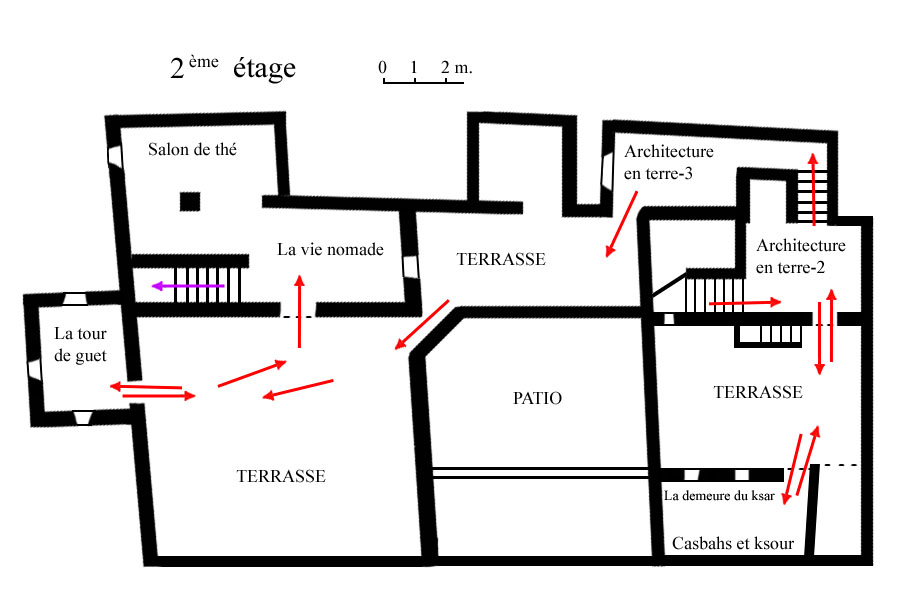 2 ème étage
0 1 2 m.
Salon de thé
Architecture
en terre-3
La vie nomade
TERRASSE
Architecture
en terre-2
La tour
de guet
TERRASSE
PATIO
TERRASSE
La demeure du ksar
Casbahs et ksour